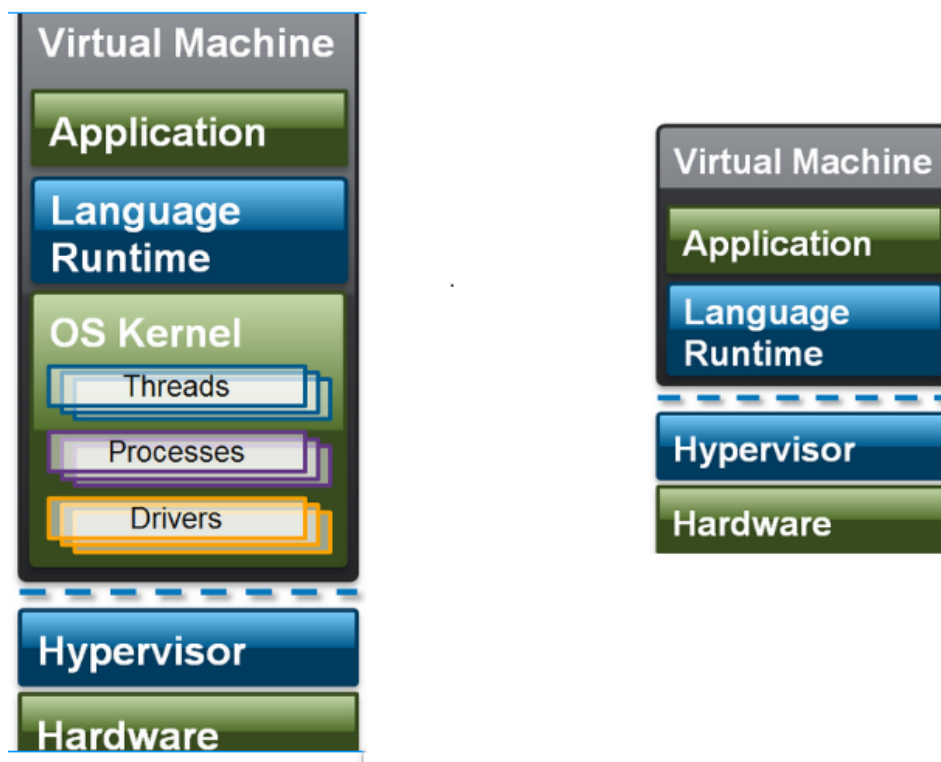 Virtual Machine
Application
Language
Runtime
OS Kernel
Threads
Processes
Drivers
Hypervisor
Hardware
Virtual Machine
Application
Language
Runtime
Hypervisor
Hardware